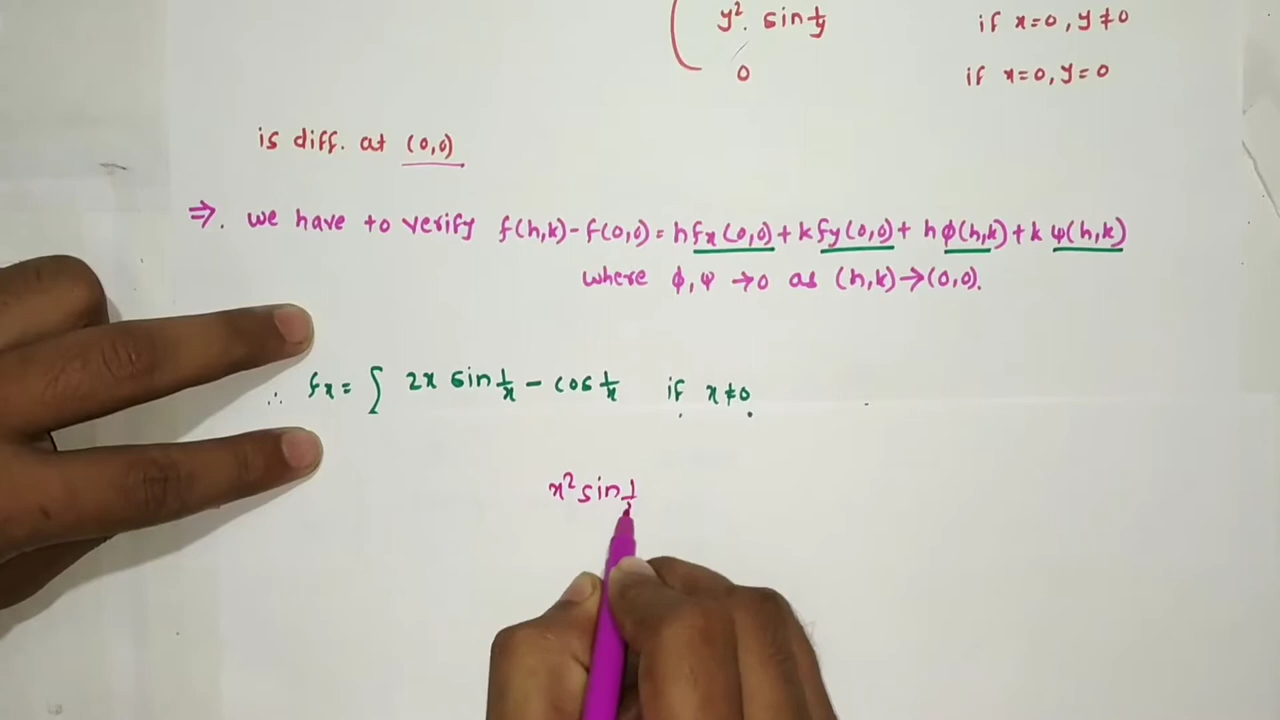 y². sin 1/y if x=0, y≠0
0 if x=0, y=0
is diff. at (0,0)
⇒. we have to verify f(h,k)-f(0,0) = h fx(0,0) + k fy(0,0) + h ϕ(h,k) + k ψ(h,k)
where ϕ, ψ →0 as (h,k)→(0,0).
∴ fx = { 2x sin 1/x - cos 1/x if x≠0
x² sin 1/